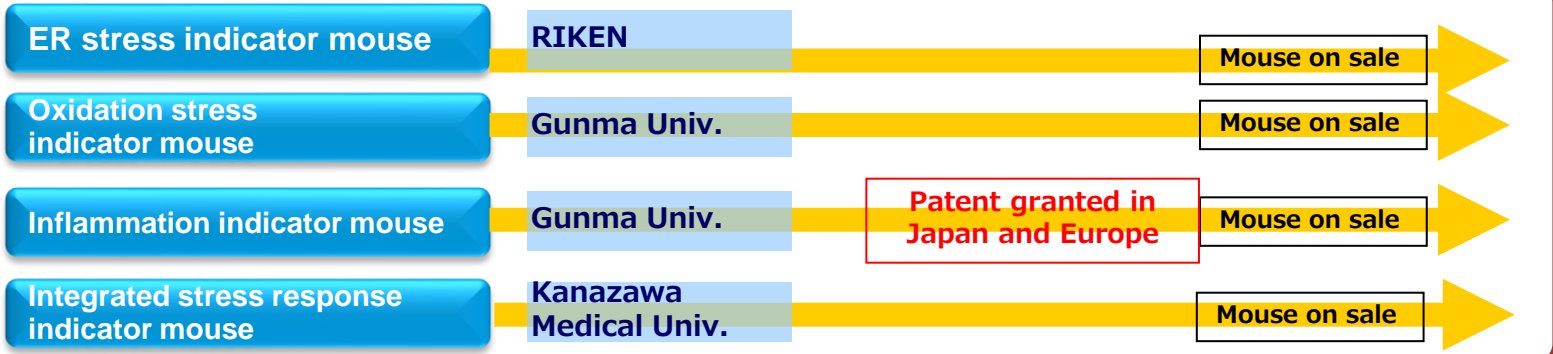 ER stress indicator mouse
RIKEN
Mouse on sale
Oxidation stress
indicator mouse
Gunma Univ.
Mouse on sale
Inflammation indicator mouse
Gunma Univ.
Patent granted in
Japan and Europe
Mouse on sale
Integrated stress response
indicator mouse
Kanazawa
Medical Univ.
Mouse on sale